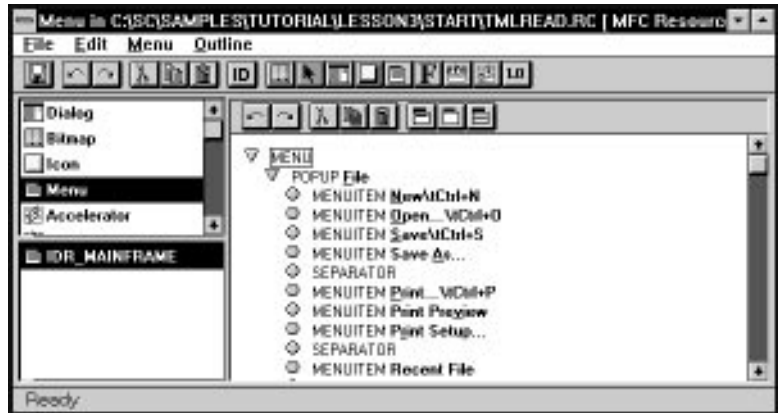 Menu in C:\SC\SAMPLES\TUTORIAL\LESSON3\START\TMLREAD.RC [ MFC Resourc
File Edit Menu Outline
ID
F
1.0
Dialog
Bitmap
Icon
Menu
Accelerator
IDR_MAINFRAME
MENU
POPUP File
MENUITEM New\tCtrl+N
MENUITEM Open...\tCtrl+O
MENUITEM Save\tCtrl+S
MENUITEM Save As...
SEPARATOR
MENUITEM Print...\tCtrl+P
MENUITEM Print Preview
MENUITEM Print Setup...
SEPARATOR
MENUITEM Recent File
Ready